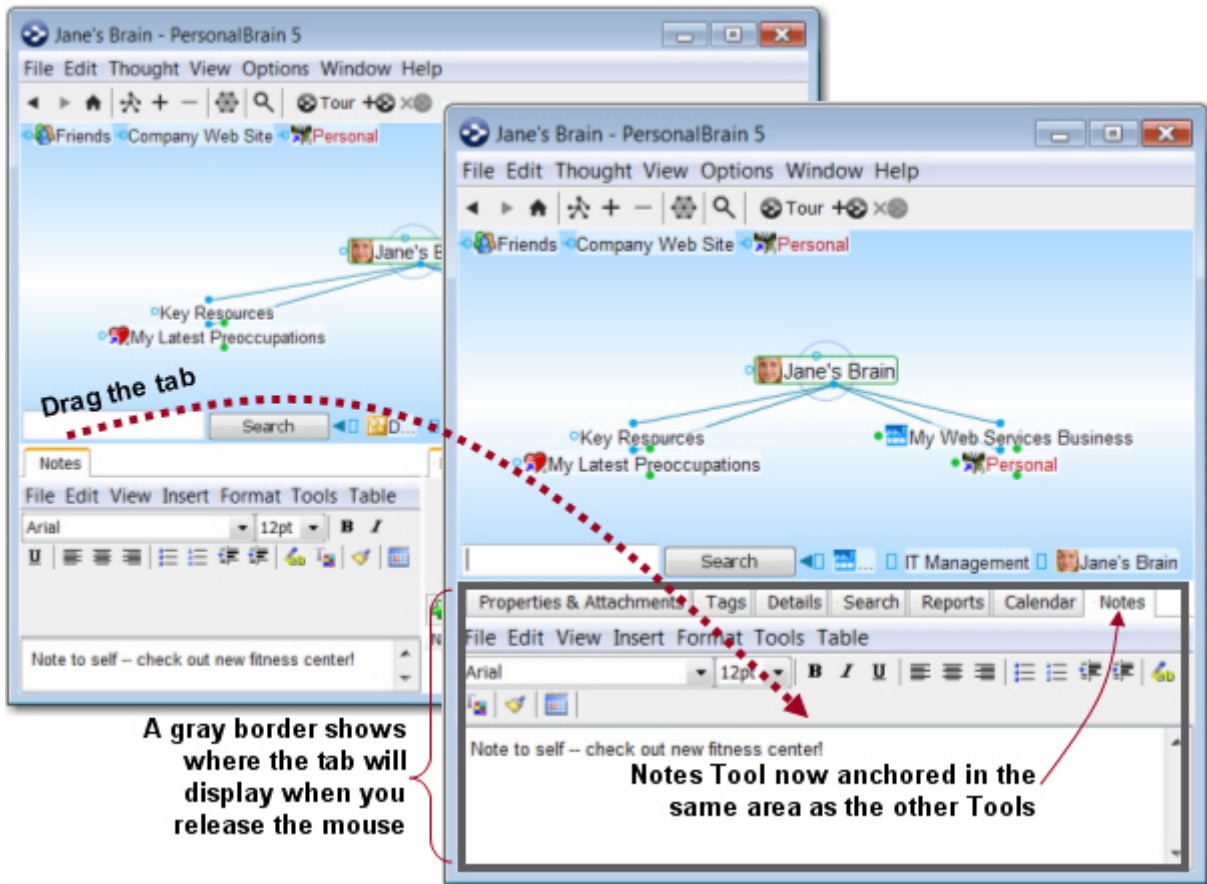 Jane's Brain - PersonalBrain 5
File Edit Thought View Options Window Help
Tour
Friends Company Web Site Personal
Jane's B
Key Resources
My Latest Preoccupations
Drag the tab
Search D...
Notes
File Edit View Insert Format Tools Table
Arial 12pt B I
U
Note to self -- check out new fitness center!
A gray border shows
where the tab will
display when you
release the mouse
Jane's Brain - PersonalBrain 5
File Edit Thought View Options Window Help
Tour
Friends Company Web Site Personal
Jane's Brain
Key Resources My Web Services Business
My Latest Preoccupations Personal
Search ... IT Management Jane's Brain
Properties & Attachments Tags Details Search Reports Calendar Notes
File Edit View Insert Format Tools Table
Arial 12pt B I U
Note to self -- check out new fitness center!
Notes Tool now anchored in the
same area as the other Tools